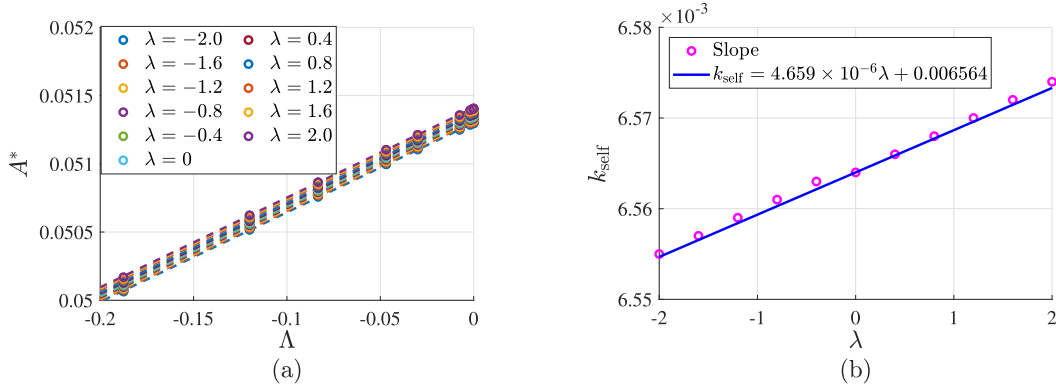 0.052
0.0515
0.051
0.0505
0.05
A*
λ = −2.0
λ = −1.6
λ = −1.2
λ = −0.8
λ = −0.4
λ = 0
λ = 0.4
λ = 0.8
λ = 1.2
λ = 1.6
λ = 2.0
-0.2
-0.15
-0.1
-0.05
0
Λ
(a)
×10⁻³
6.58
6.57
6.56
6.55
k_self
Slope
k_self = 4.659 × 10⁻⁶λ + 0.006564
-2
-1
0
1
2
λ
(b)